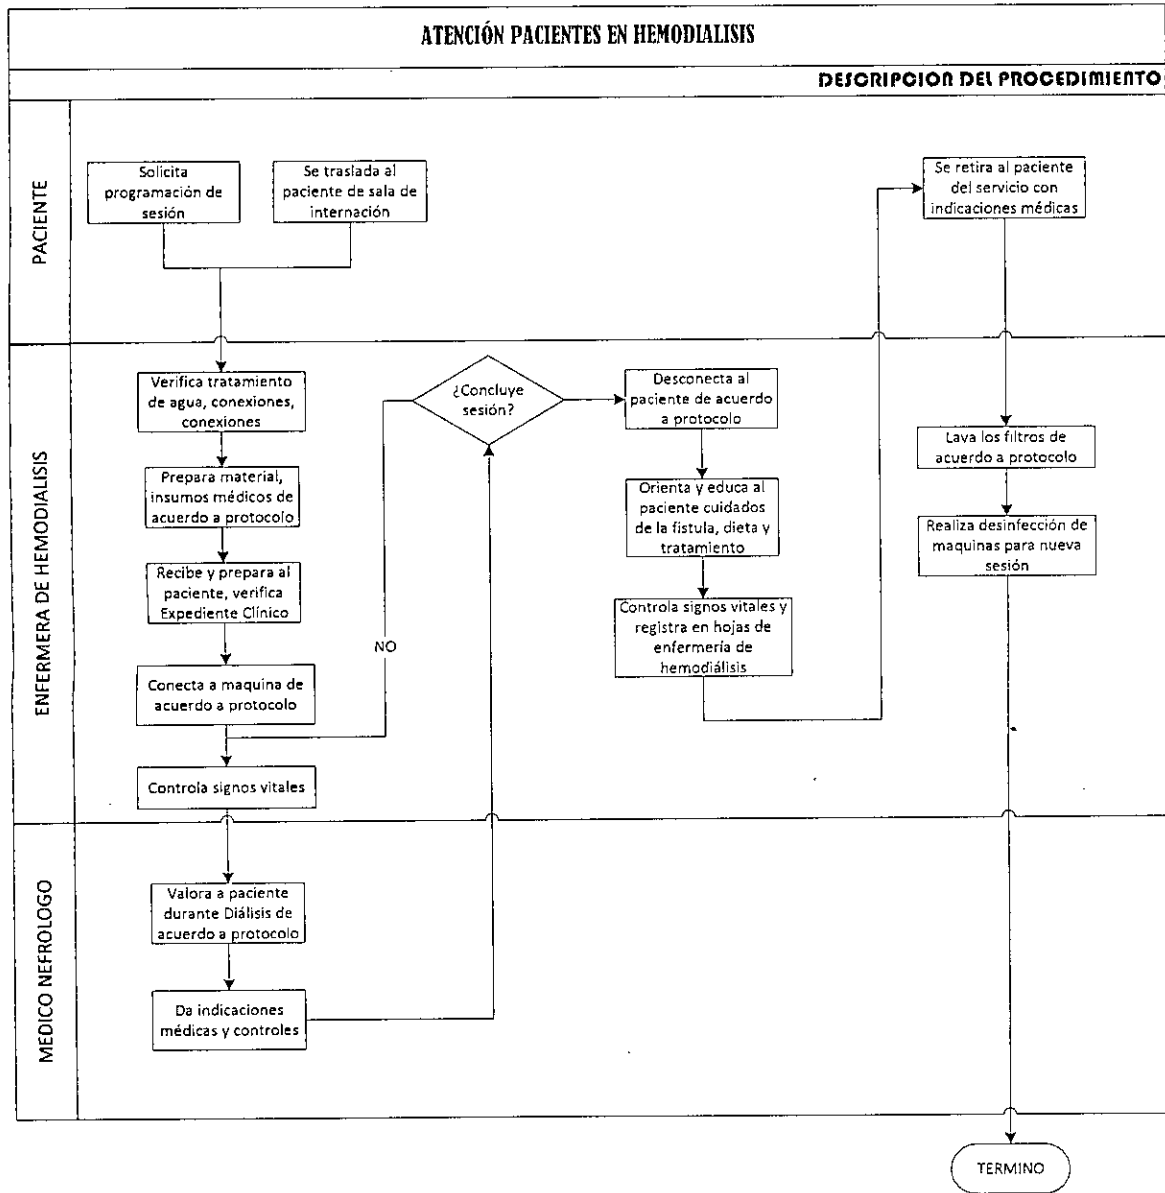 ATENCIÓN PACIENTES EN HEMODIALISIS
DESCRIPCION DEL PROCEDIMIENTO
PACIENTE
Solicita
programación de
sesión
Se traslada al
paciente de sala de
internación
Se retira al paciente
del servicio con
indicaciones médicas
ENFERMERA DE HEMODIALISIS
Verifica tratamiento
de agua, conexiones,
conexiones
Prepara material,
insumos médicos de
acuerdo a protocolo
Recibe y prepara al
paciente, verifica
Expediente Clínico
Conecta a maquina de
acuerdo a protocolo
Controla signos vitales
¿Concluye
sesión?
NO
Desconecta al
paciente de acuerdo
a protocolo
Orienta y educa al
paciente cuidados
de la fistula, dieta y
tratamiento
Controla signos vitales y
registra en hojas de
enfermería de
hemodiálisis
Lava los filtros de
acuerdo a protocolo
Realiza desinfección de
maquinas para nueva
sesión
MEDICO NEFROLOGO
Valora a paciente
durante Diálisis de
acuerdo a protocolo
Da indicaciones
médicas y controles
TERMINO